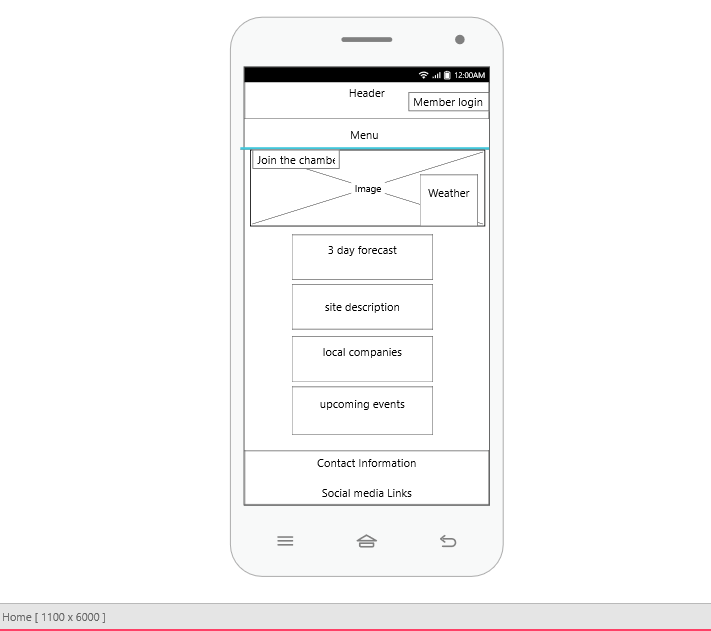 12:00AM
Header
Member login
Menu
Join the chambe
Image
Weather
3 day forecast
site description
local companies
upcoming events
Contact Information
Social media Links
Home [ 1100 x 6000 ]